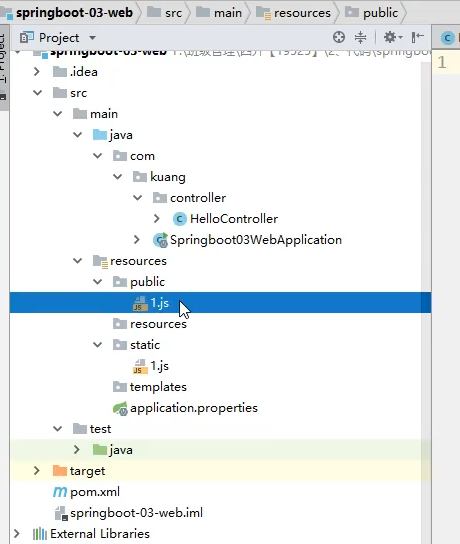 springboot-03-web src main resources public
Project
springboot-03-web
.idea
src
main
java
com
kuang
controller
HelloController
Springboot03WebApplication
resources
public
1.js
resources
static
1.js
templates
application.properties
test
java
target
pom.xml
springboot-03-web.iml
External Libraries
1: Project
1